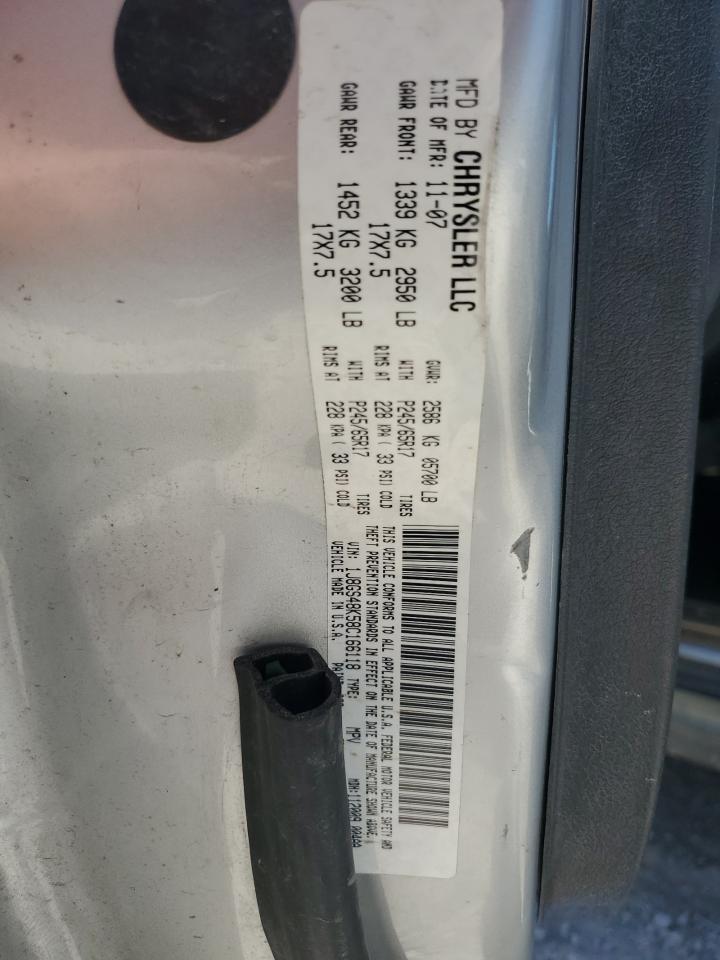 MFD BY CHRYSLER LLC
DATE OF MFR: 11-07 GVWR: 2586 KG 05700 LB
GAWR FRONT: 1339 KG 2950 LB WITH P245/65R17 TIRES
17X7.5 RIMS AT 228 KPA ( 33 PSI) COLD
GAWR REAR: 1452 KG 3200 LB WITH P245/65R17 TIRES
17X7.5 RIMS AT 228 KPA ( 33 PSI) COLD
THIS VEHICLE CONFORMS TO ALL APPLICABLE U.S.A. FEDERAL MOTOR VEHICLE SAFETY AND
THEFT PREVENTION STANDARDS IN EFFECT ON THE DATE OF MANUFACTURE SHOWN ABOVE.
VIN: 1J8GS48K58C166118 TYPE: MPV MDH:
VEHICLE MADE IN U.S.A.